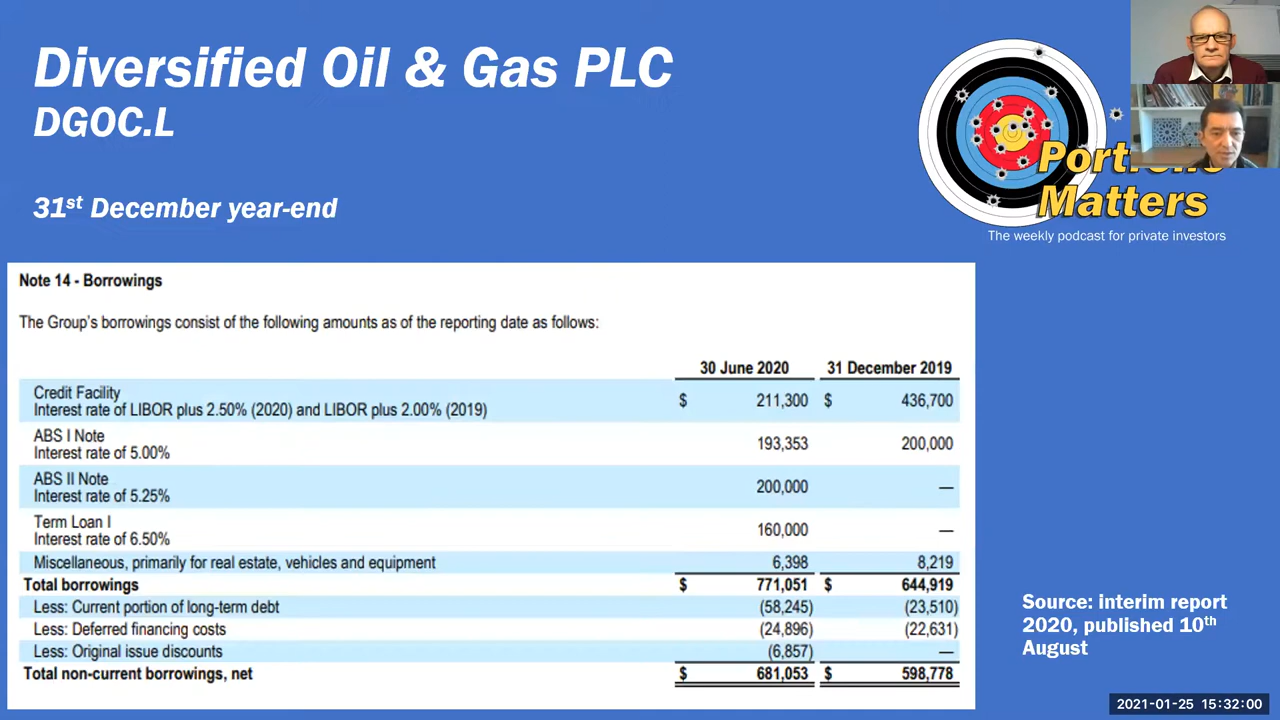 Diversified Oil & Gas PLC
DGOC.L
31st December year-end
Matters
The weekly podcast for private investors
Note 14 - Borrowings
The Group's borrowings consist of the following amounts as of the reporting date as follows:
30 June 2020 31 December 2019
Credit Facility
Interest rate of LIBOR plus 2.50% (2020) and LIBOR plus 2.00% (2019) $ 211,300 $ 436,700
ABS I Note
Interest rate of 5.00% 193,353 200,000
ABS II Note
Interest rate of 5.25% 200,000 —
Term Loan I
Interest rate of 6.50% 160,000 —
Miscellaneous, primarily for real estate, vehicles and equipment 6,398 8,219
Total borrowings $ 771,051 $ 644,919
Less: Current portion of long-term debt (58,245) (23,510)
Less: Deferred financing costs (24,896) (22,631)
Less: Original issue discounts (6,857) —
Total non-current borrowings, net $ 681,053 $ 598,778
Source: interim report
2020, published 10th
August
2021-01-25 15:32:00